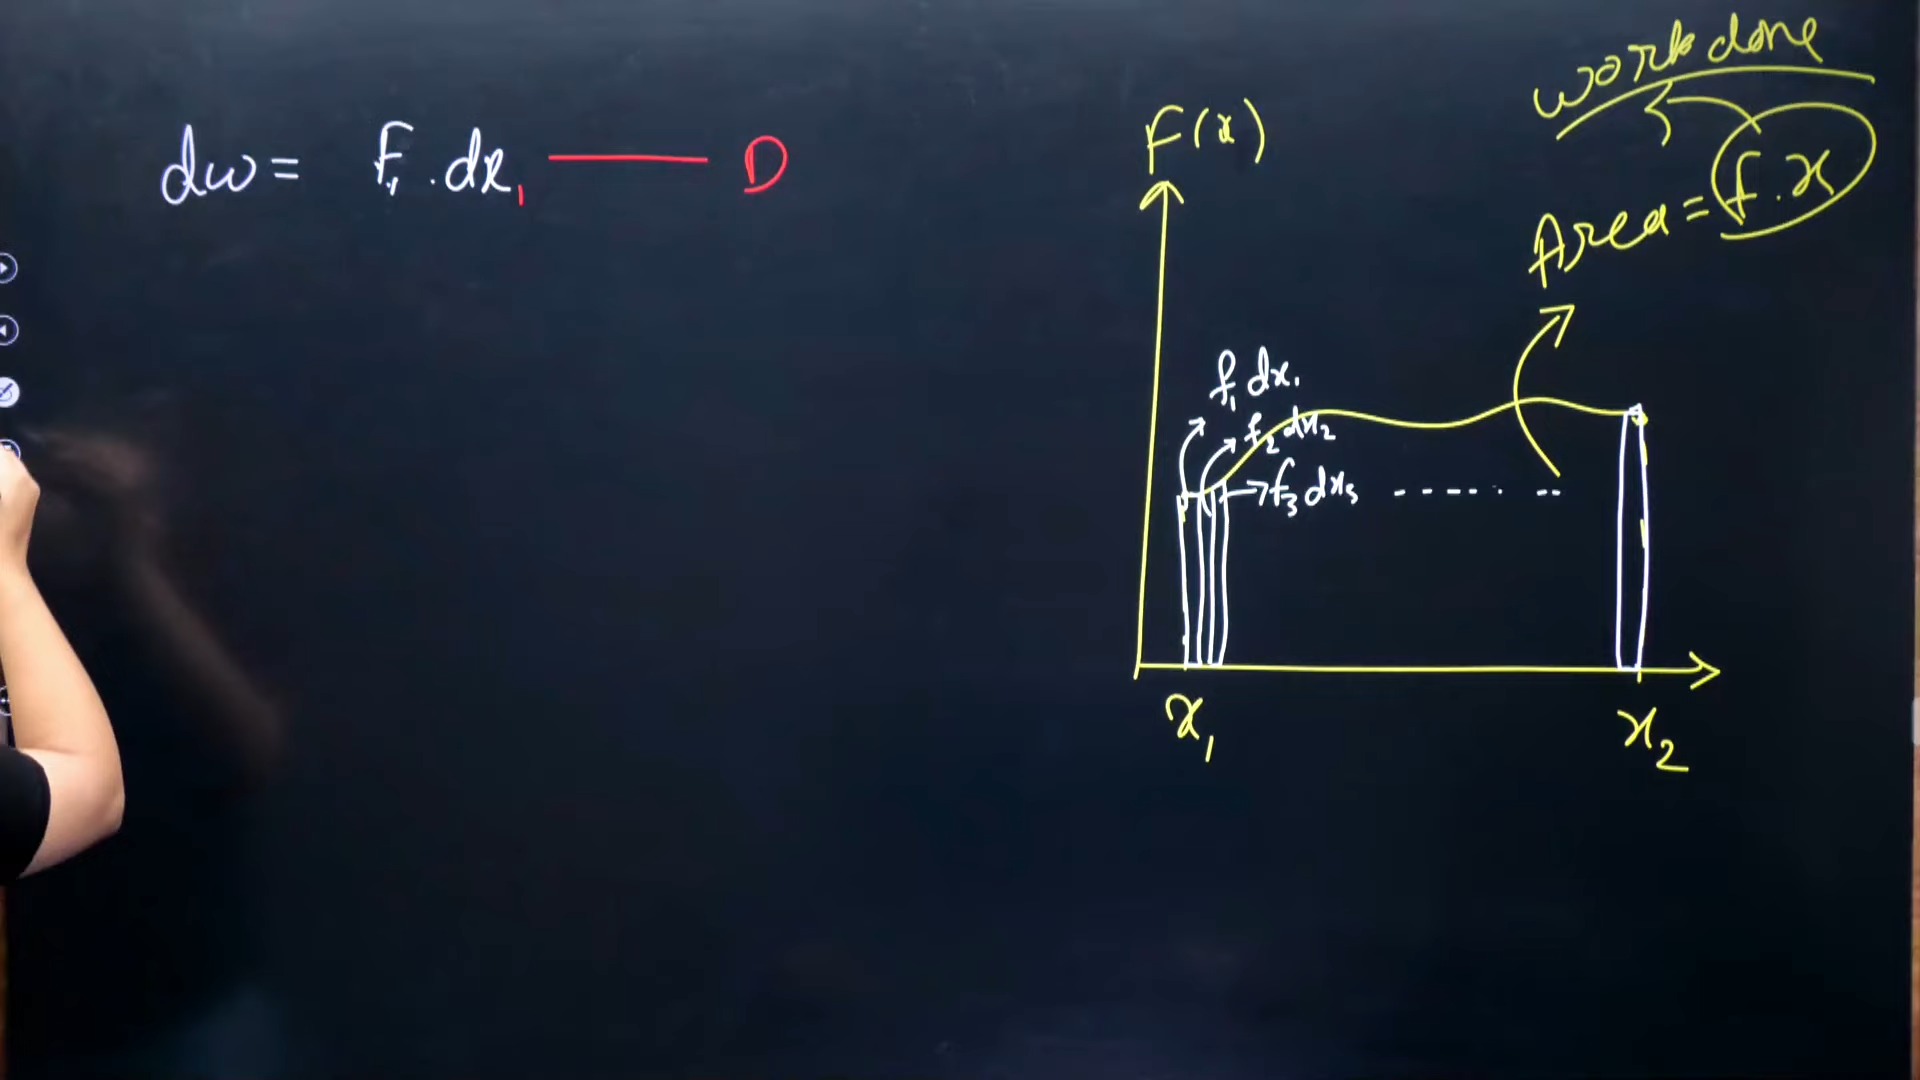 dw = F₁ . dx₁ —— D
work done
F(x)
Area = f . x
f₁ dx₁
f₂ dx₂
→ f₃ dx₃ - - - - - - -
x₁
x₂